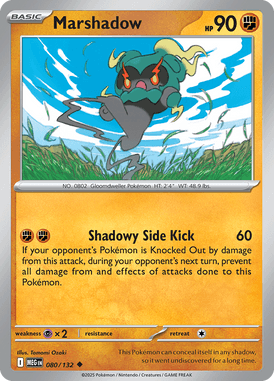 BASIC
Marshadow
HP 90
NO. 0802 Gloomdweller Pokémon HT: 2'4" WT: 48.9 lbs.
Shadowy Side Kick 60
If your opponent's Pokémon is Knocked Out by damage
from this attack, during your opponent's next turn, prevent
all damage from and effects of attacks done to this
Pokémon.
weakness ×2 resistance retreat
Illus. Tomomi Ozaki
I MEG EN 080/132
This Pokémon can conceal itself in any shadow,
so it went undiscovered for a long time.
©2025 Pokémon / Nintendo / Creatures / GAME FREAK